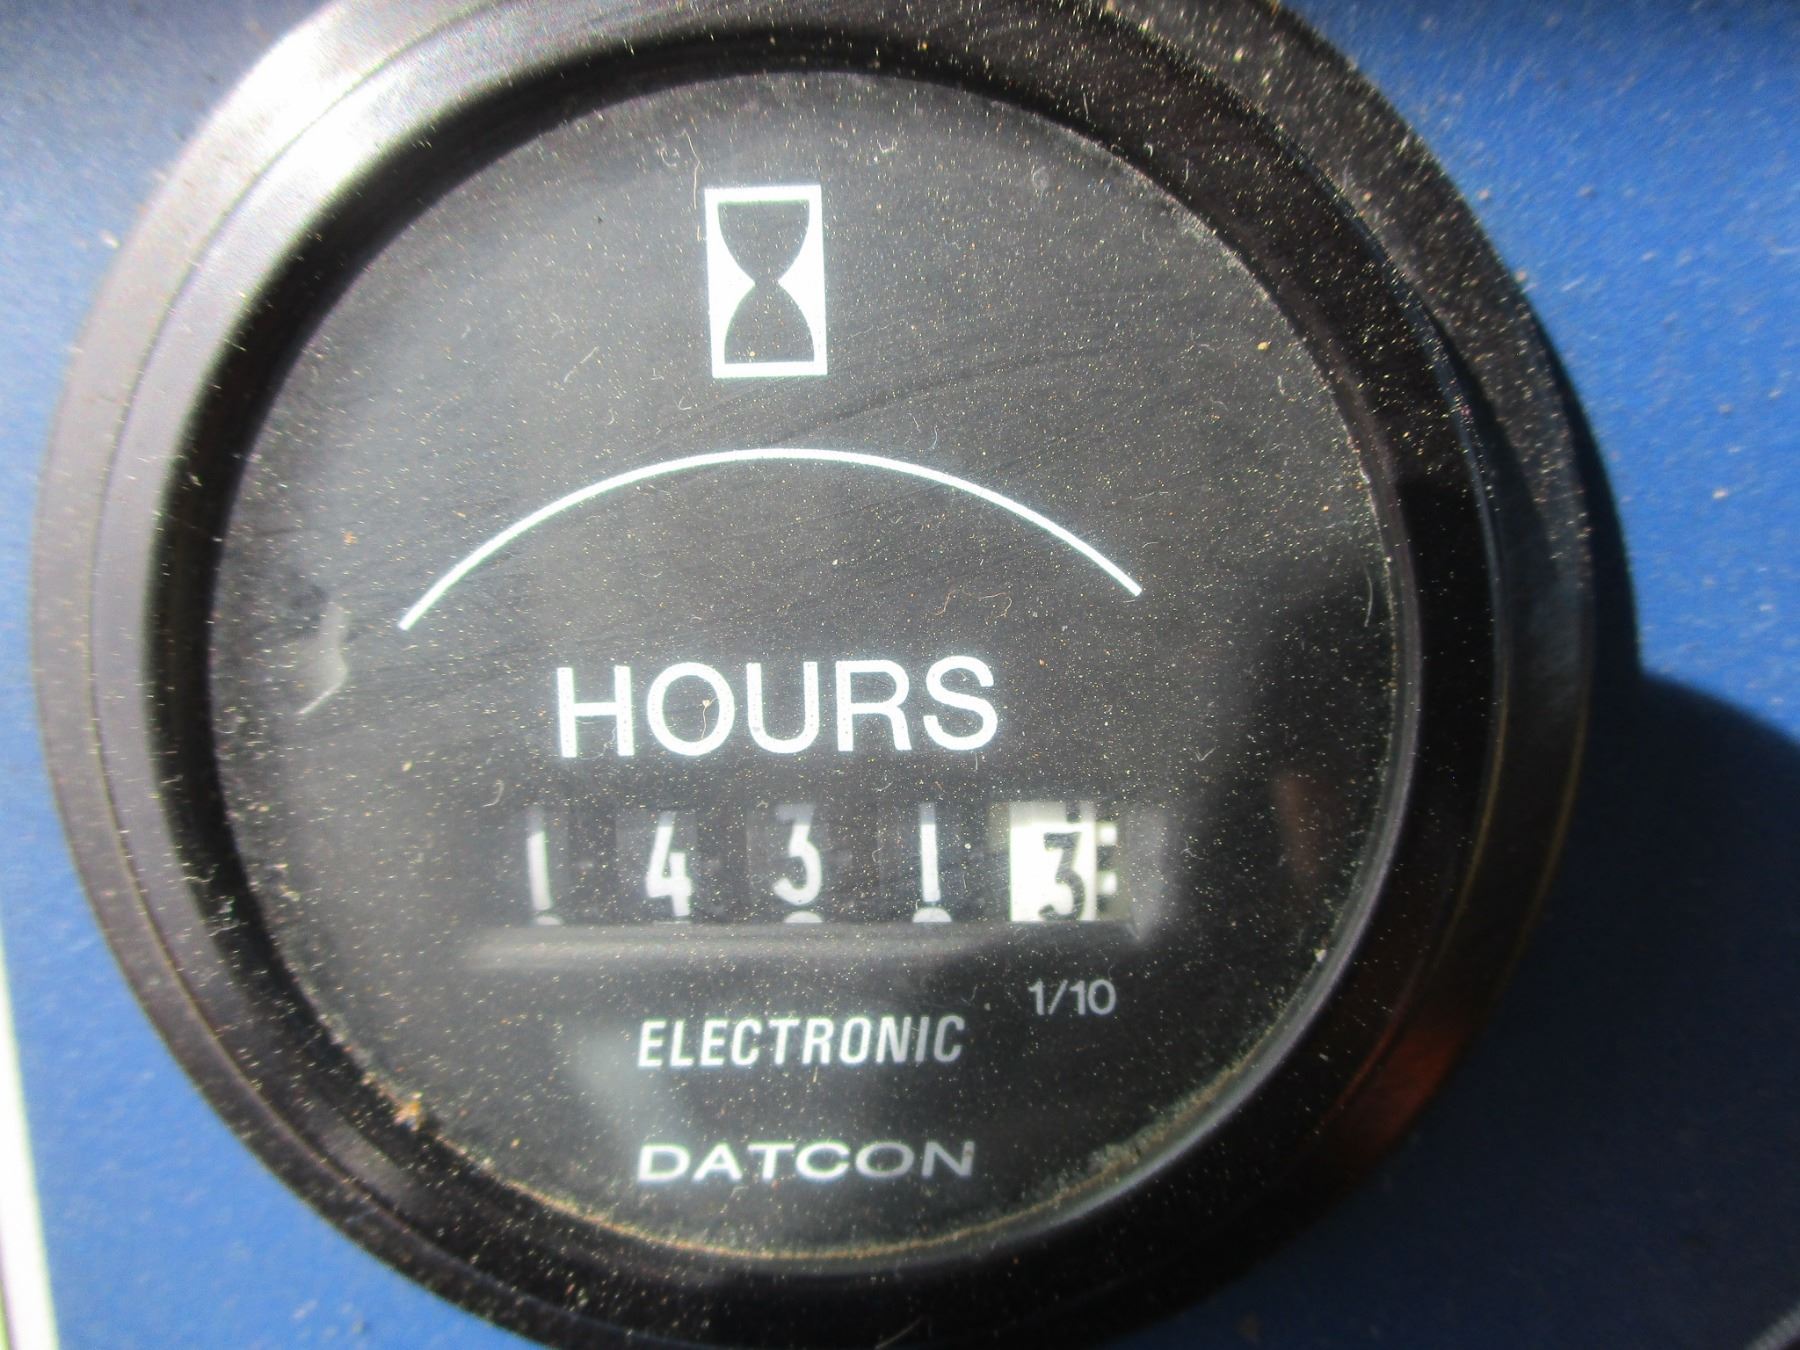 HOURS
1 4 3 1 3
1/10
ELECTRONIC
DATCON